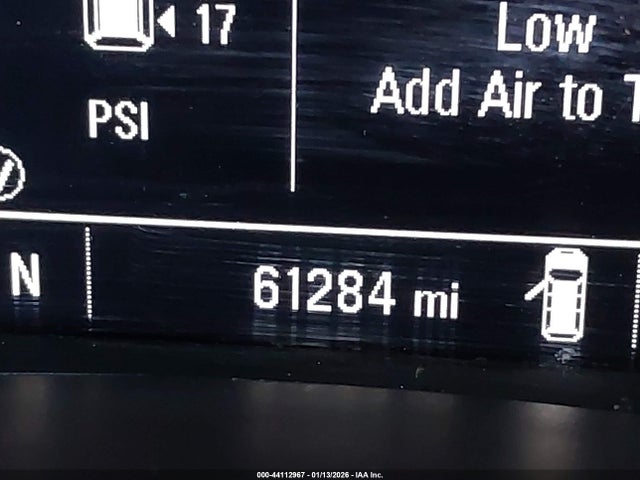 17
Low
PSI
Add Air to T
N
61284 mi
000-44112967 - 01/13/2026 - IAA Inc.